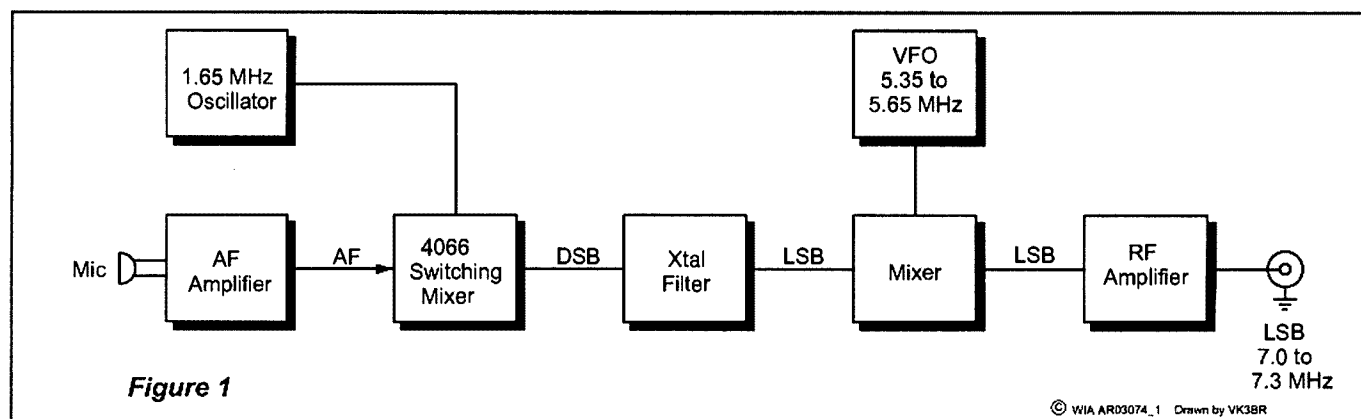 1.65 MHz
Oscillator
VFO
5.35 to
5.65 MHz
Mic
AF
Amplifier
AF
4066
Switching
Mixer
DSB
Xtal
Filter
LSB
Mixer
LSB
RF
Amplifier
LSB
7.0 to
7.3 MHz
Figure 1
© WIA AR03074_1 Drawn by VK3BR